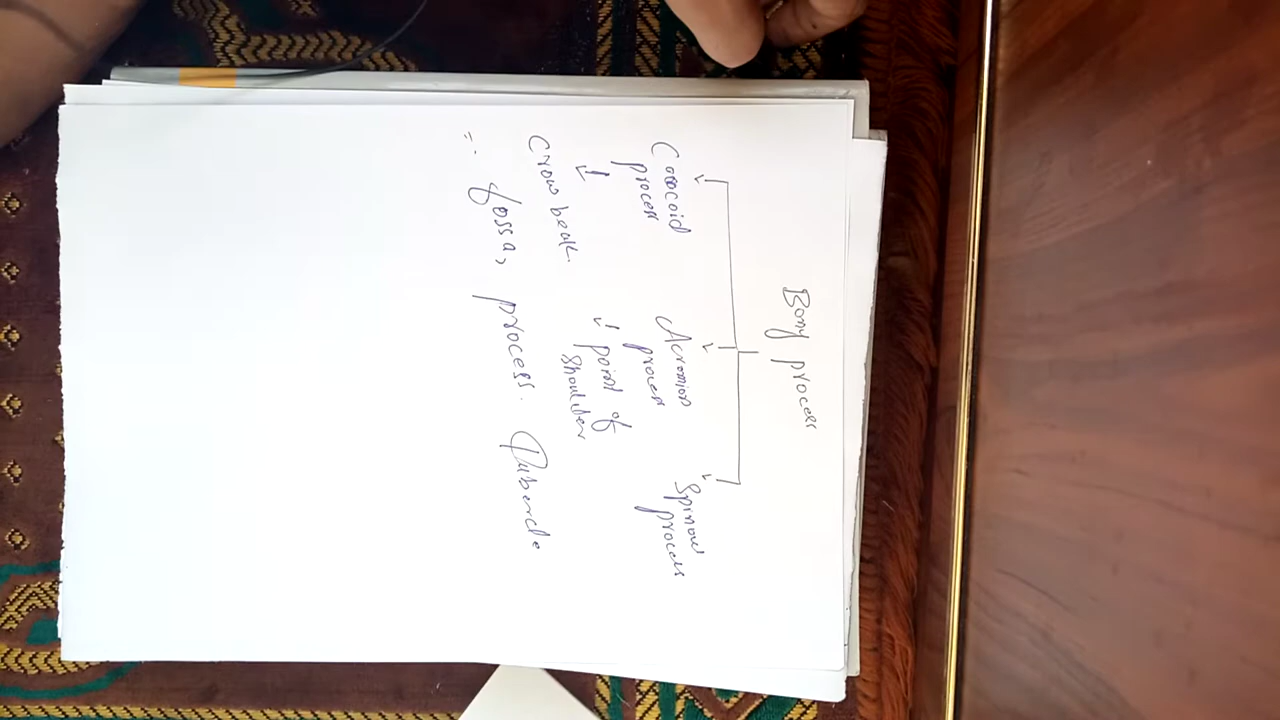 Bony process
Coracoid process
Acromion process
Spinous process
Crow beak.
point of shoulder
=· fossa, process. Tubercle